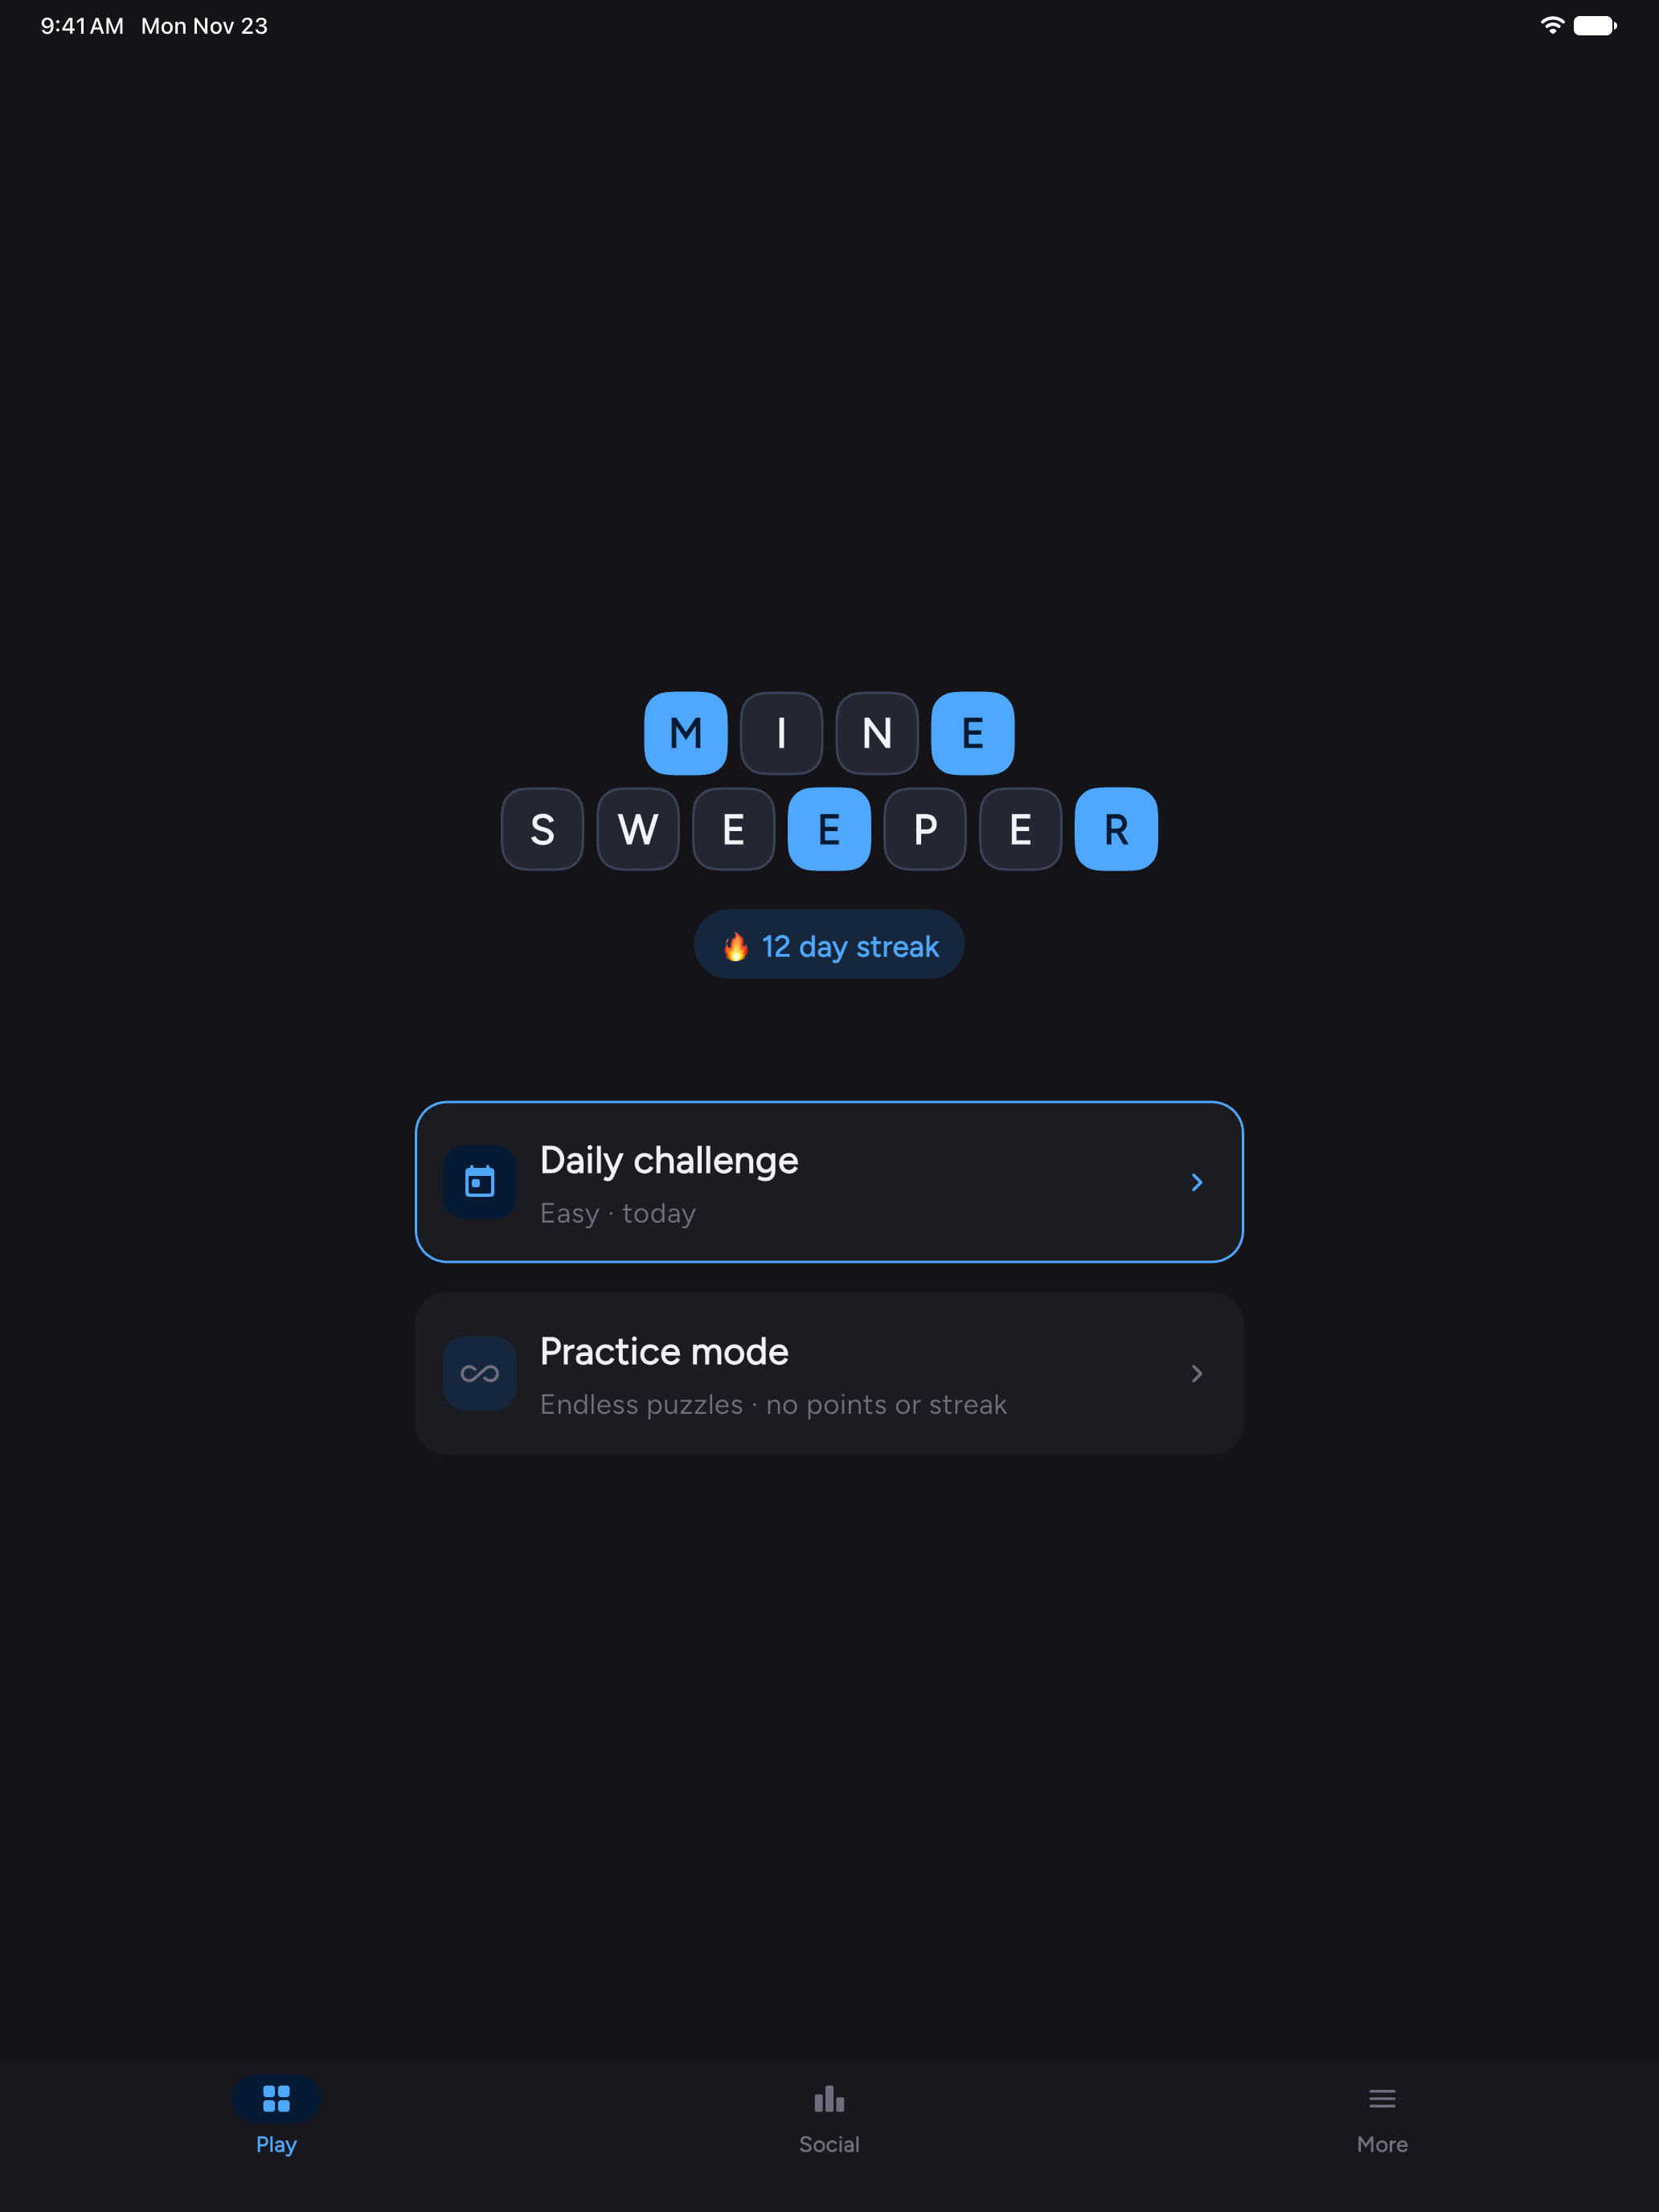 9:41 AM Mon Nov 23
MINE
SWEEPER
🔥 12 day streak
Daily challenge
Easy · today
Practice mode
Endless puzzles · no points or streak
Play
Social
More